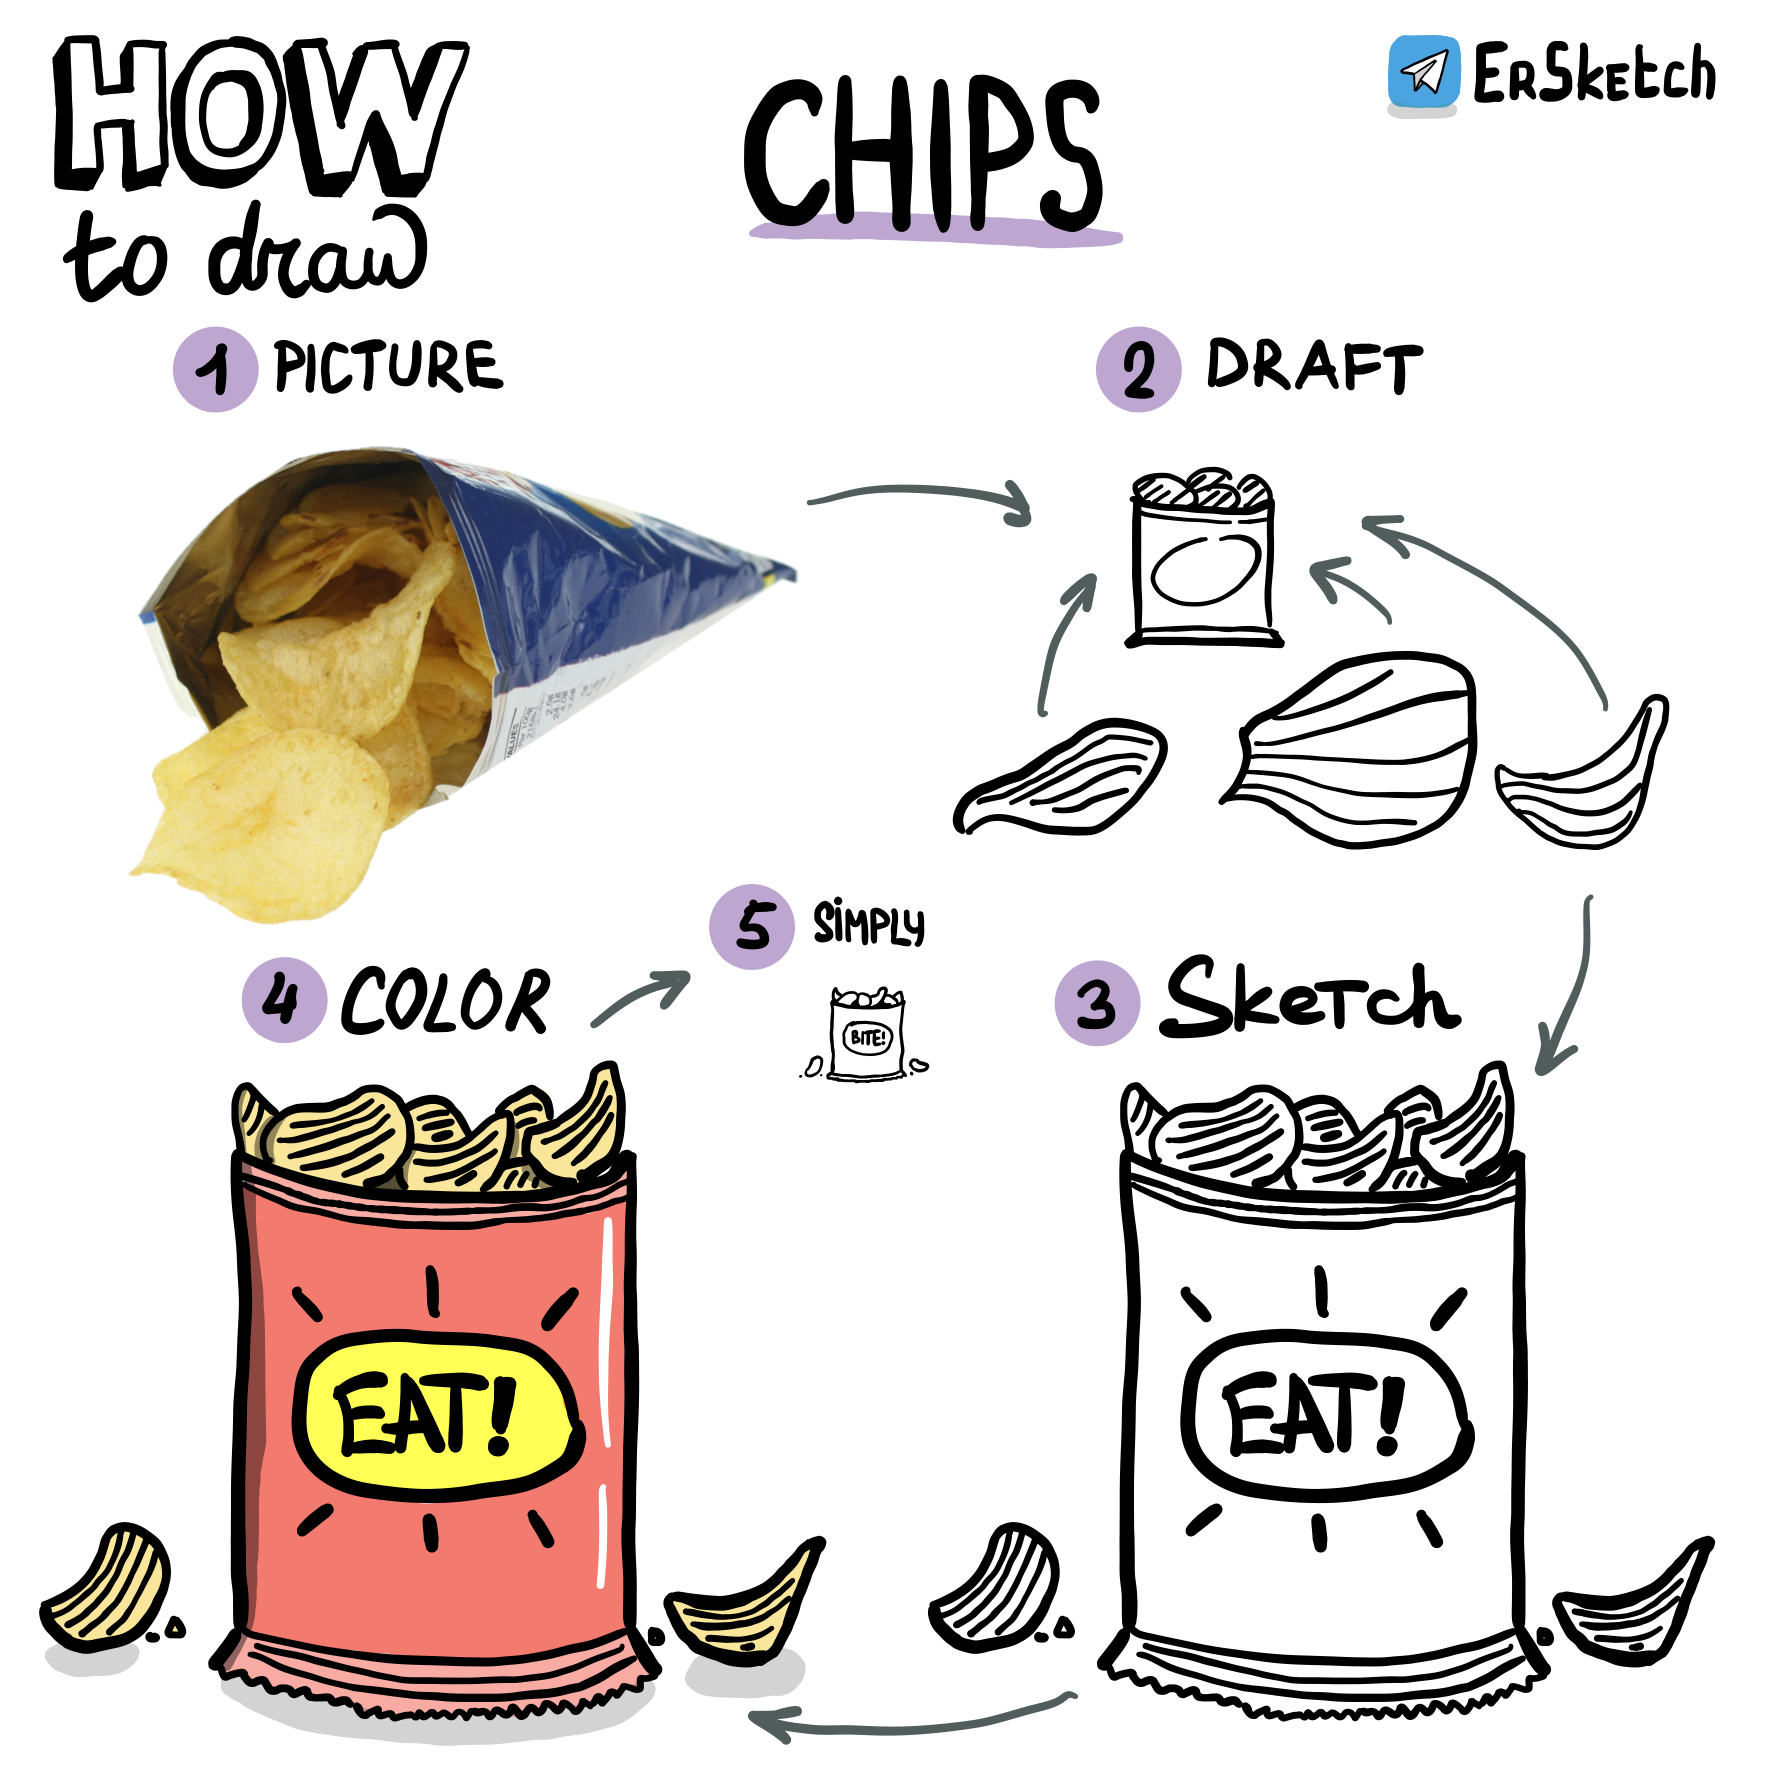 HOW
to draw
CHIPS
ErSketch
1 PICTURE
2 DRAFT
5 SiMPLY
BITE!
4 COLOR
3 SkeTch
EAT!
EAT!